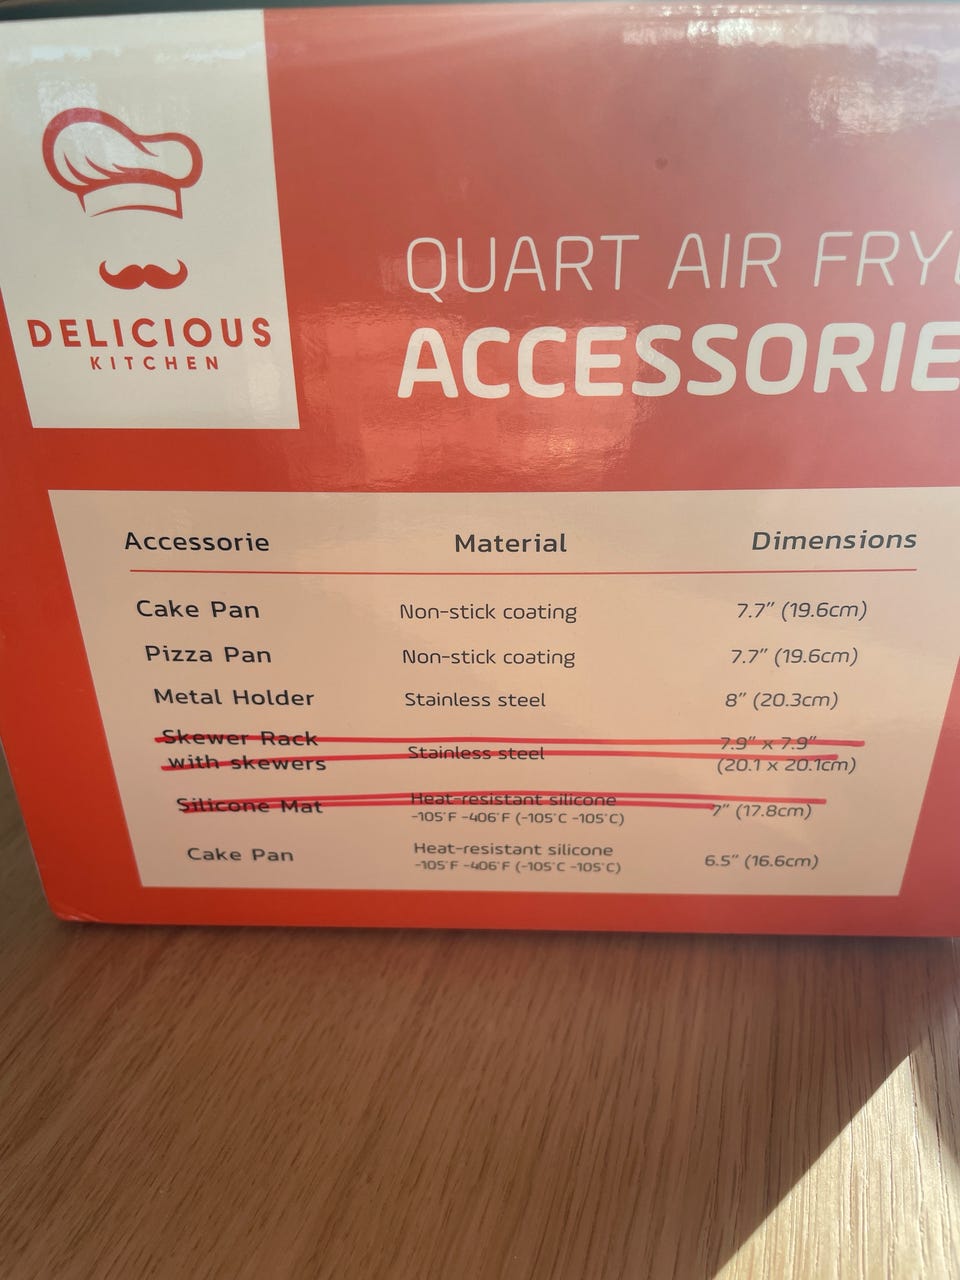 DELICIOUS
KITCHEN
QUART AIR
ACCESSORIE
Accessorie Material Dimensions
Cake Pan Non-stick coating 7.7" (19.6cm)
Pizza Pan Non-stick coating 7.7" (19.6cm)
Metal Holder Stainless steel 8" (20.3cm)
Skewer Rack
with skewers Stainless steel 7.9" x 7.9"
(20.1 x 20.1cm)
Silicone Mat Heat-resistant silicone 7" (17.8cm)
-105°F -406°F (-105°C -105°C)
Cake Pan Heat-resistant silicone 6.5" (16.6cm)
-105°F -406°F (-105°C -105°C)